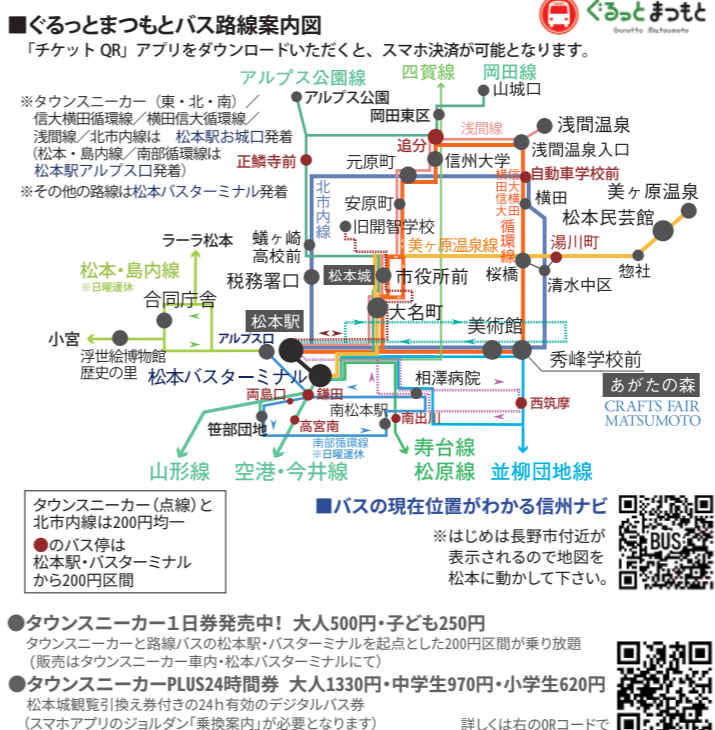 ■ぐるっとまつもとバス路線案内図
ぐるっとまつもと
Gurutto Matsumoto
「チケット QR」アプリをダウンロードいただくと、スマホ決済が可能となります。
※タウンスニーカー（東・北・南）／
信大横田循環線／横田信大循環線／
浅間線／北市内線は　松本駅お城口発着
（松本・島内線／南部循環線は
松本駅アルプス口発着）
※その他の路線は松本バスターミナル発着
アルプス公園線
四賀線
岡田線
アルプス公園
山城口
岡田東区
浅間線
浅間温泉
追分
浅間温泉入口
正鱗寺前
元原町
信州大学
自動車学校前
北市内線
安原町
信大横田
横田信大
循環線
横田
美ヶ原温泉
旧開智学校
松本民芸館
ラーラ松本
蟻ヶ崎
高校前
美ヶ原温泉線
湯川町
松本・島内線
※日曜運休
税務署口
松本城
市役所前
桜橋
惣社
清水中区
合同庁舎
大名町
松本駅
美術館
小宮
アルプス口
浮世絵博物館
歴史の里
松本バスターミナル
秀峰学校前
相澤病院
あがたの森
CRAFTS FAIR
MATSUMOTO
両島口
鎌田
南松本駅
西筑摩
笹部団地
高宮南
南出川
南部循環線
※日曜運休
寿台線
松原線
山形線
空港・今井線
並柳団地線
タウンスニーカー（点線）と
北市内線は200円均一
●のバス停は
松本駅・バスターミナル
から200円区間
■バスの現在位置がわかる信州ナビ
※はじめは長野市付近が
表示されるので地図を
松本に動かして下さい。
BUS
●タウンスニーカー１日券発売中！ 大人500円・子ども250円
タウンスニーカーと路線バスの松本駅・バスターミナルを起点とした200円区間が乗り放題
（販売はタウンスニーカー車内・松本バスターミナルにて）
●タウンスニーカーPLUS24時間券 大人1330円・中学生970円・小学生620円
松本城観覧引換え券付きの24h有効のデジタルバス券
（スマホアプリのジョルダン「乗換案内」が必要となります）
詳しくは右のQRコードで